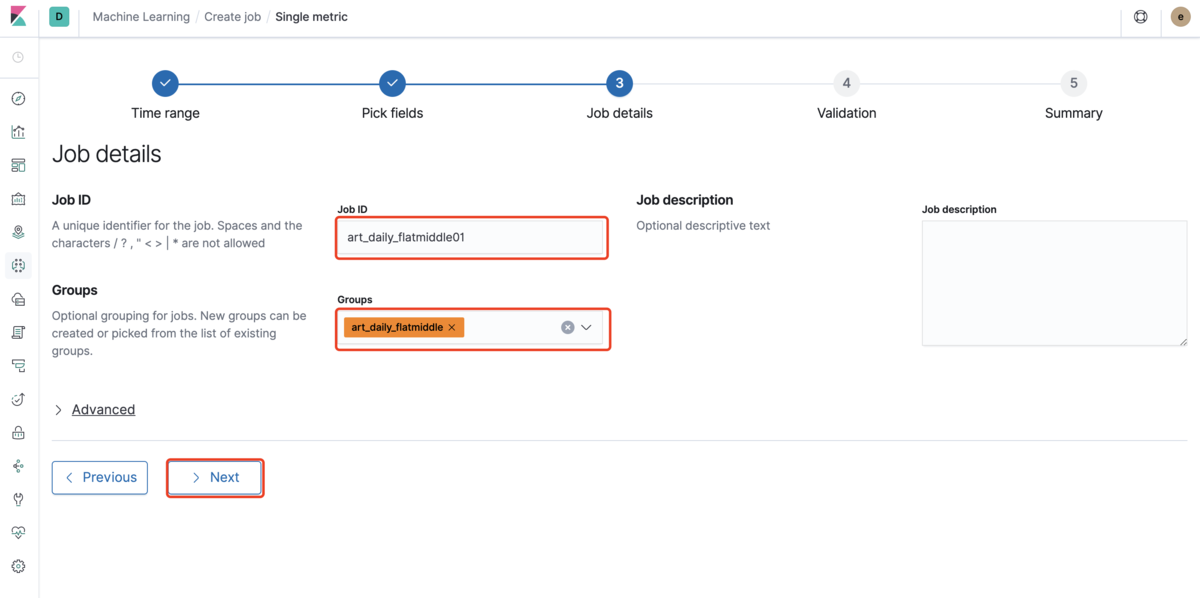 D
Machine Learning / Create job / Single metric
e
3
4
5
Time range
Pick fields
Job details
Validation
Summary
Job details
Job ID
A unique identifier for the job. Spaces and the
characters / ? , " < > | * are not allowed
Job ID
art_daily_flatmiddle01
Groups
Optional grouping for jobs. New groups can be
created or picked from the list of existing
groups.
Groups
art_daily_flatmiddle
Job description
Optional descriptive text
Job description
Advanced
Previous
Next